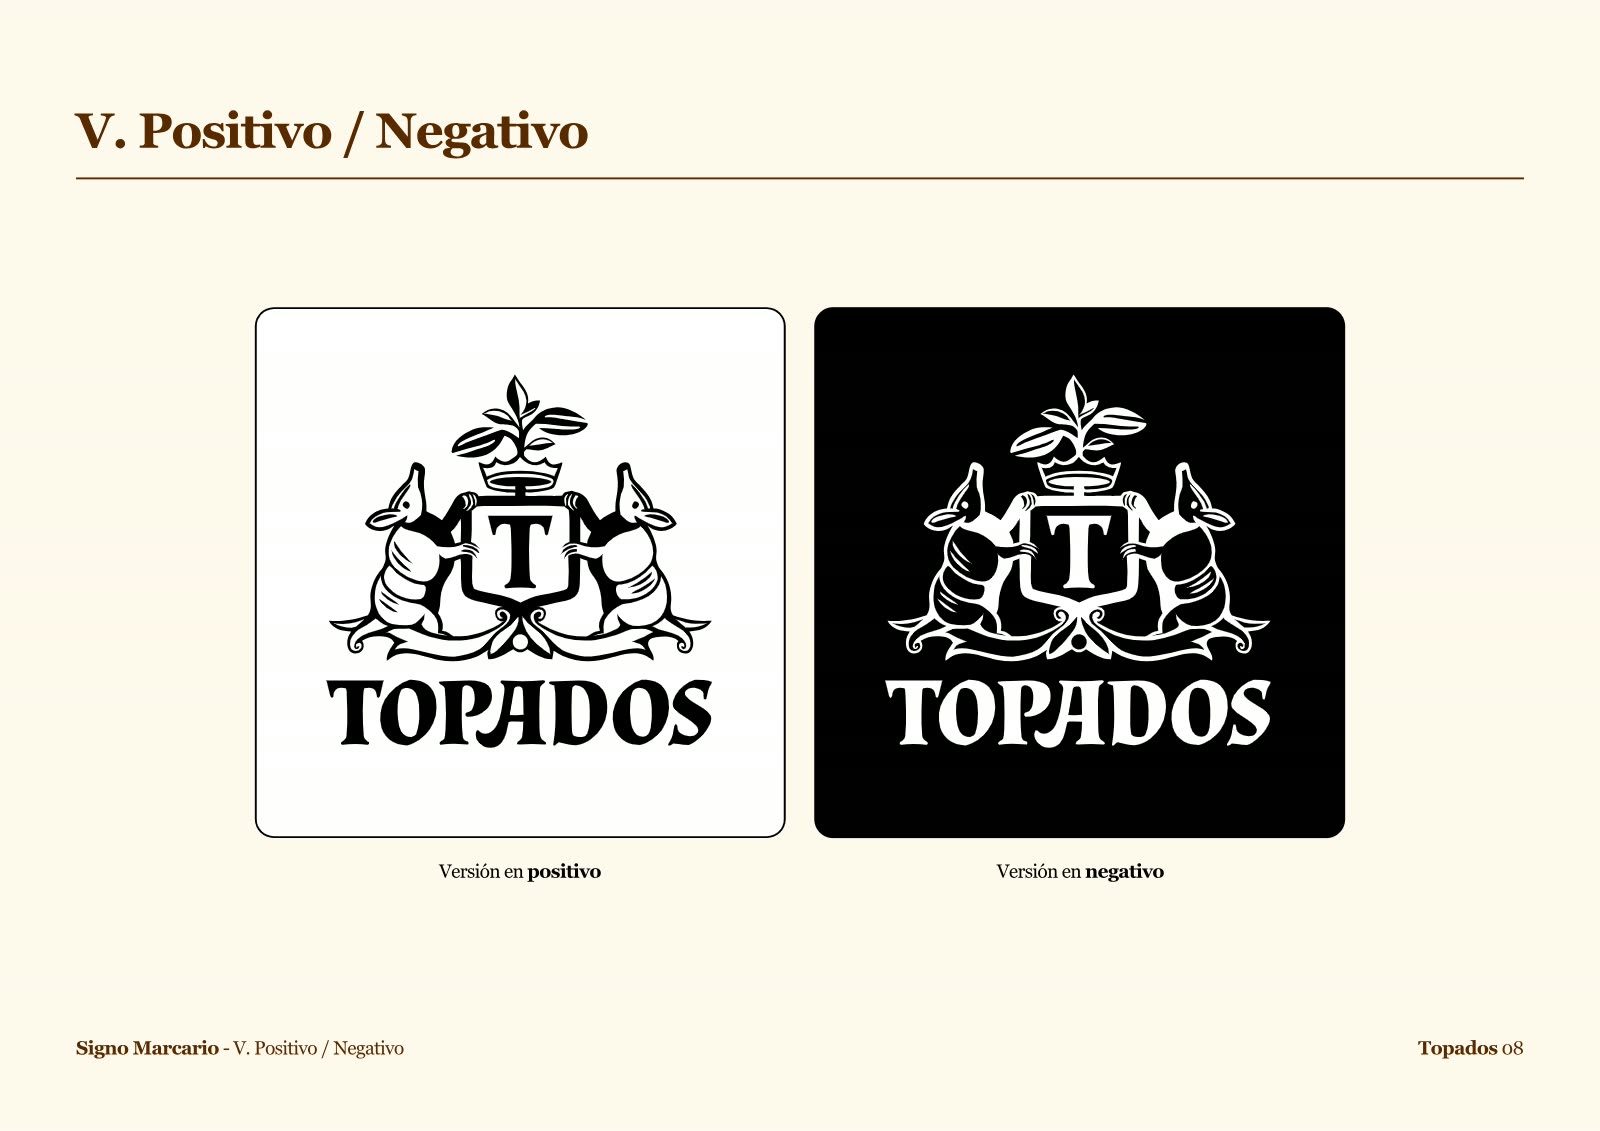 V. Positivo / Negativo
T
TOPADOS
T
TOPADOS
Versión en positivo
Versión en negativo
Signo Marcario - V. Positivo / Negativo
Topados 08